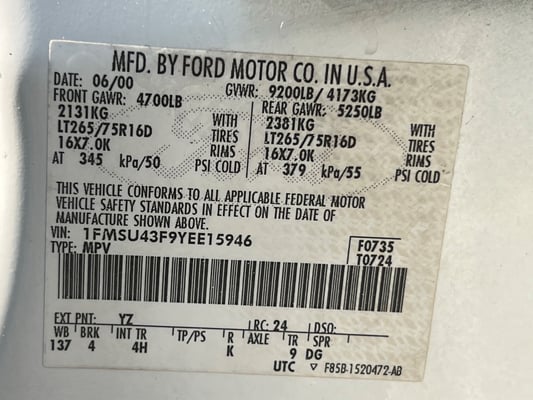 MFD. BY FORD MOTOR CO. IN U.S.A.
DATE: 06/00 GVWR: 9200LB/ 4173KG
FRONT GAWR: 4700LB REAR GAWR: 5250LB
2131KG WITH 2381KG WITH
LT265/75R16D TIRES LT265/75R16D TIRES
16X7.0K RIMS 16X7.0K RIMS
AT 345 kPa/50 PSI COLD AT 379 kPa/55 PSI COLD
THIS VEHICLE CONFORMS TO ALL APPLICABLE FEDERAL MOTOR
VEHICLE SAFETY STANDARDS IN EFFECT ON THE DATE OF
MANUFACTURE SHOWN ABOVE.
VIN: 1FMSU43F9YEE15946 F0735
TYPE: MPV T0724
EXT PNT: YZ RC: 24 DSO:
WB BRK INT TR TP/PS R AXLE TR SPR
137 4 4H K 9 DG
UTC ▽ F85B-1520472-AB